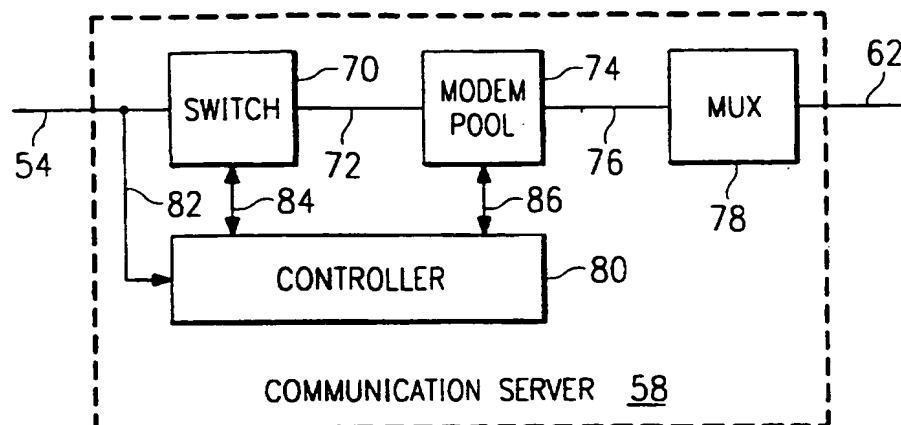 70
74
62
SWITCH
MODEM
POOL
MUX
54
72
76
78
82
84
86
CONTROLLER
80
COMMUNICATION SERVER 58